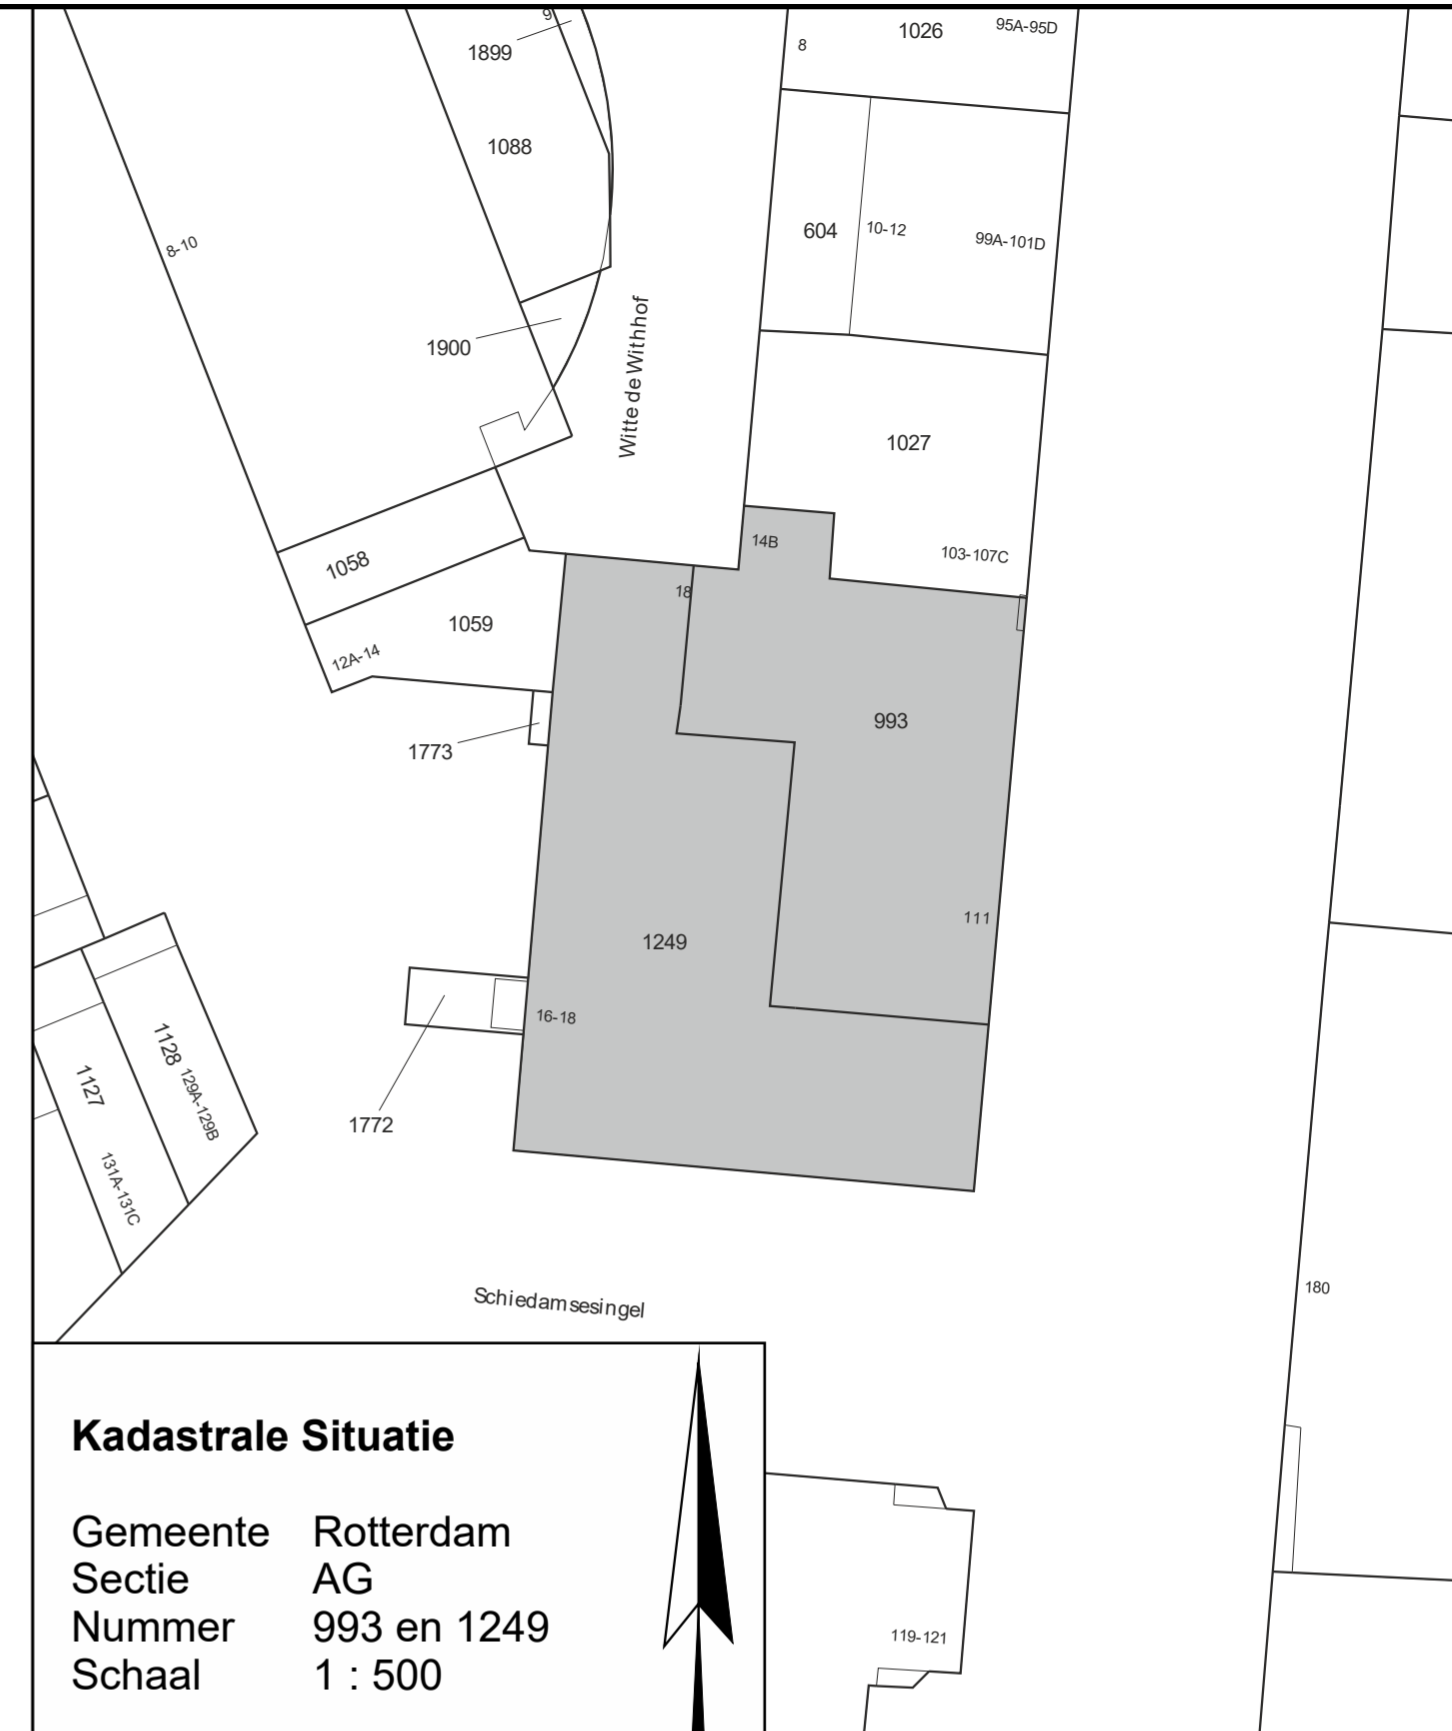 9
1899
1026
95A-95D
8
1088
604
10-12
99A-101D
8-10
1900
Witte de Withhof
1027
14B
103-107C
1058
18
1059
12A-14
993
1773
111
1249
16-18
1128
129A-129B
1127
131A-131C
1772
180
Schiedamsesingel
Kadastrale Situatie
Gemeente Rotterdam
Sectie AG
Nummer 993 en 1249
Schaal 1 : 500
119-121